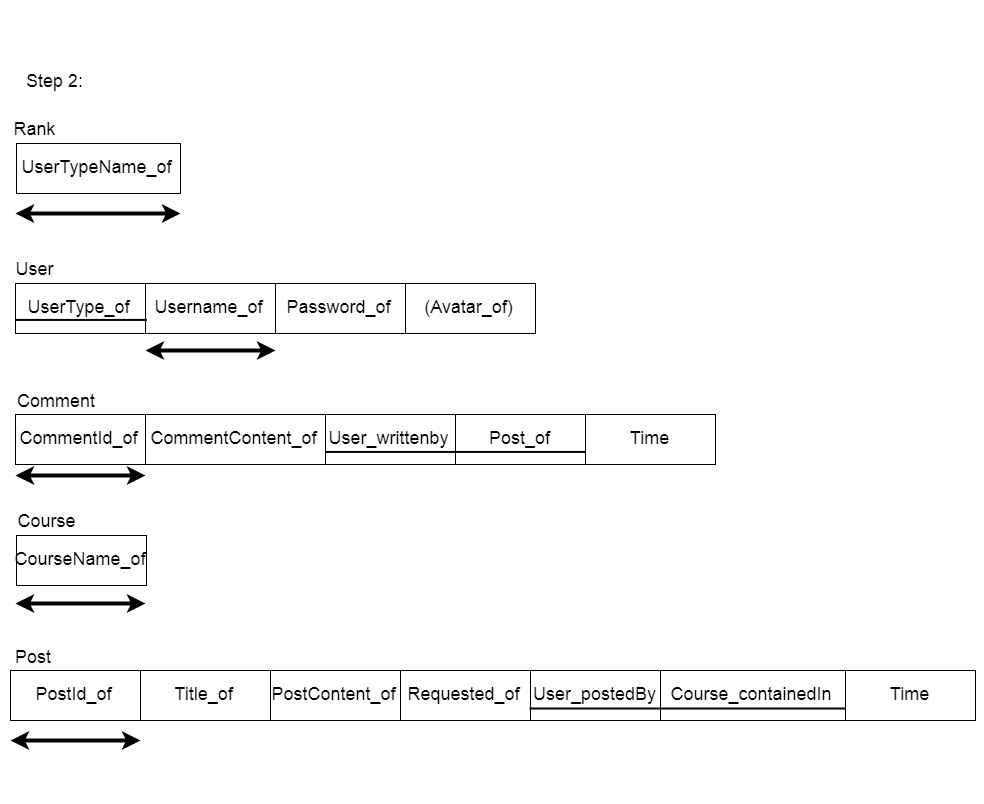 Step 2:
Rank
UserTypeName_of
User
UserType_of Username_of Password_of (Avatar_of)
Comment
CommentId_of CommentContent_of User_writtenby Post_of Time
Course
CourseName_of
Post
PostId_of Title_of PostContent_of Requested_of User_postedBy Course_containedIn Time